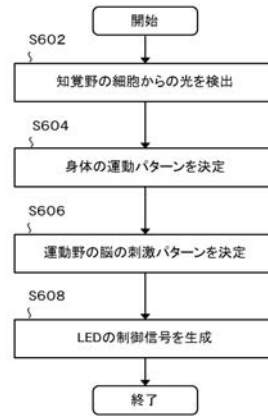 開始
S602
知覚野の細胞からの光を検出
S604
身体の運動パターンを決定
S606
運動野の脳の刺激パターンを決定
S608
LEDの制御信号を生成
終了